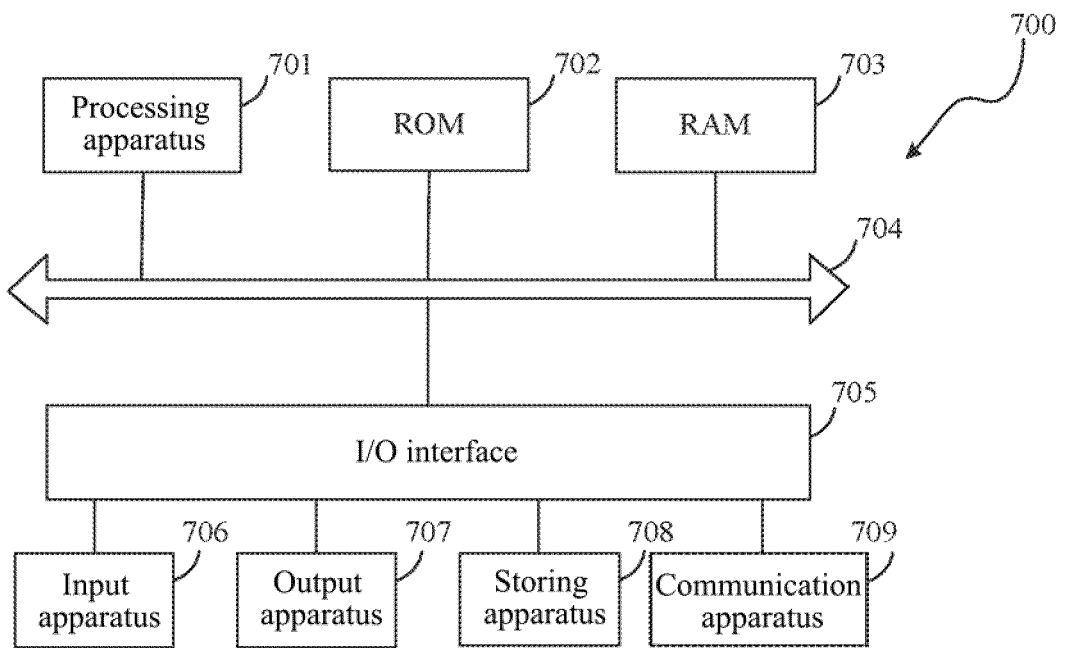 700
701
702
703
Processing
apparatus
ROM
RAM
704
705
I/O interface
706
707
708
709
Input
apparatus
Output
apparatus
Storing
apparatus
Communication
apparatus